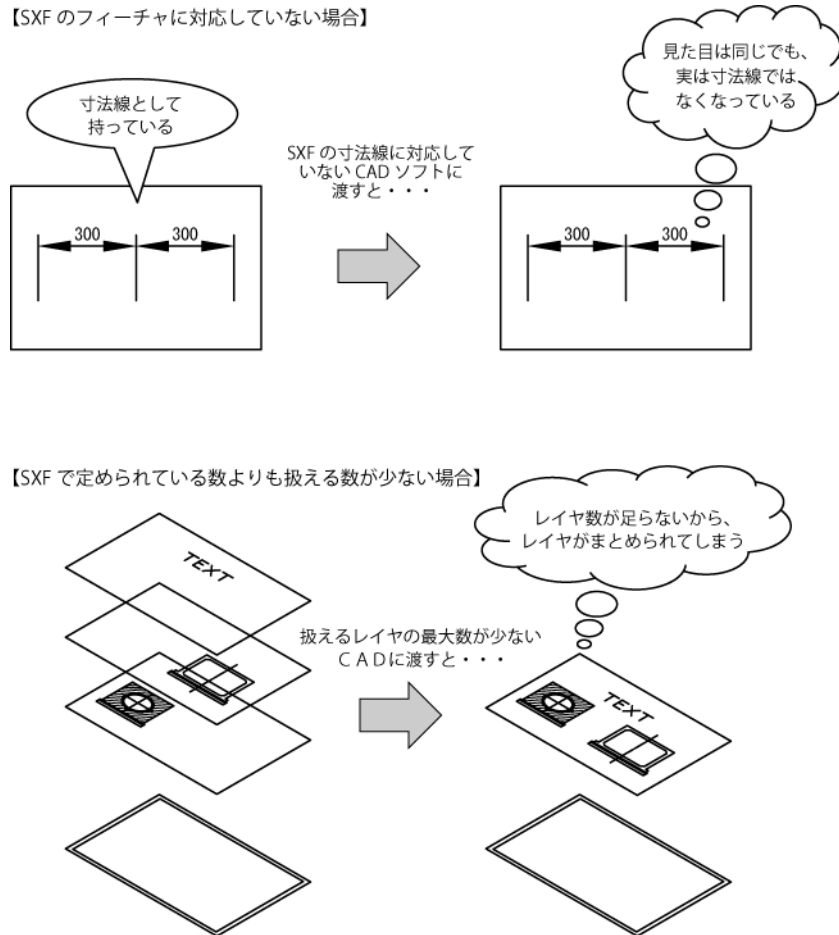 【SXF のフィーチャに対応していない場合】
見た目は同じでも、
実は寸法線では
なくなっている
寸法線として
持っている
SXF の寸法線に対応して
いない CAD ソフトに
渡すと・・・
300
300
300
300
【SXF で定められている数よりも扱える数が少ない場合】
レイヤ数が足らないから、
レイヤがまとめられてしまう
TEXT
扱えるレイヤの最大数が少ない
ＣＡＤに渡すと・・・
TEXT